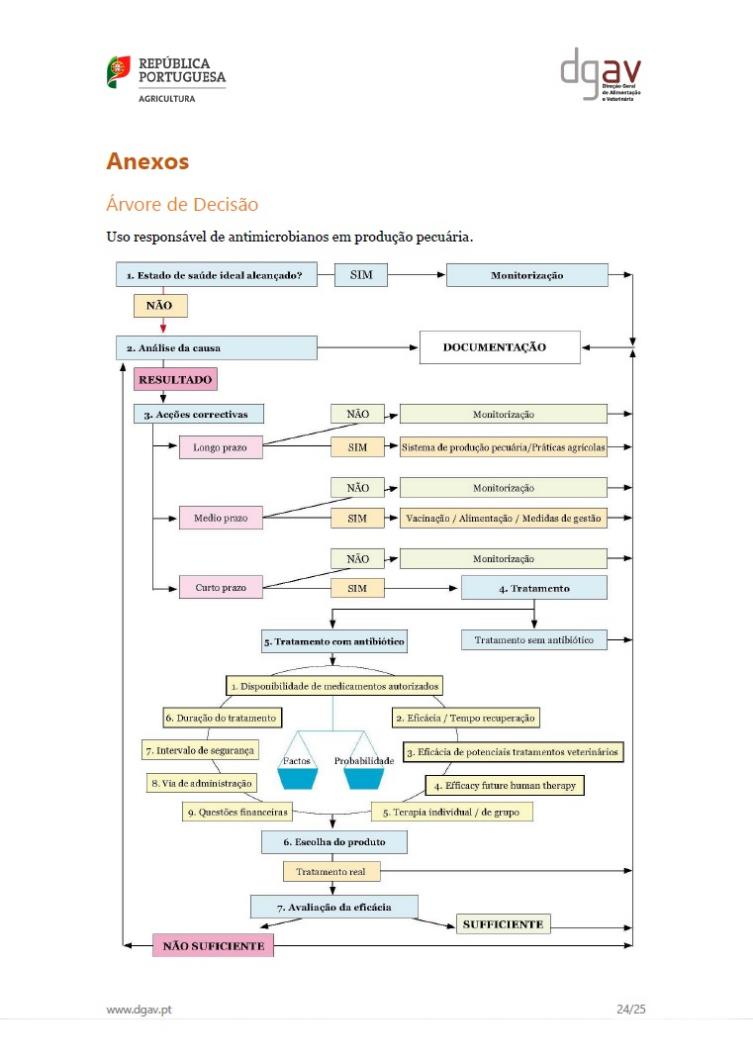 REPÚBLICA
PORTUGUESA
AGRICULTURA
dgav
Direção Geral
de Alimentação
e Veterinária
Anexos
Árvore de Decisão
Uso responsável de antimicrobianos em produção pecuária.
1. Estado de saúde ideal alcançado?
SIM
Monitorização
NÃO
2. Análise da causa
DOCUMENTAÇÃO
RESULTADO
3. Acções correctivas
NÃO
Monitorização
Longo prazo
SIM
Sistema de produção pecuária/Práticas agrícolas
NÃO
Monitorização
Medio prazo
SIM
Vacinação / Alimentação / Medidas de gestão
NÃO
Monitorização
Curto prazo
SIM
4. Tratamento
5. Tratamento com antibiótico
Tratamento sem antibiótico
1. Disponibilidade de medicamentos autorizados
6. Duração do tratamento
2. Eficácia / Tempo recuperação
7. Intervalo de segurança
Factos
Probabilidade
3. Eficácia de potenciais tratamentos veterinários
8. Via de administração
4. Efficacy future human therapy
9. Questões financeiras
5. Terapia individual / de grupo
6. Escolha do produto
Tratamento real
7. Avaliação da eficácia
SUFFICIENTE
NÃO SUFICIENTE
www.dgav.pt
24/25